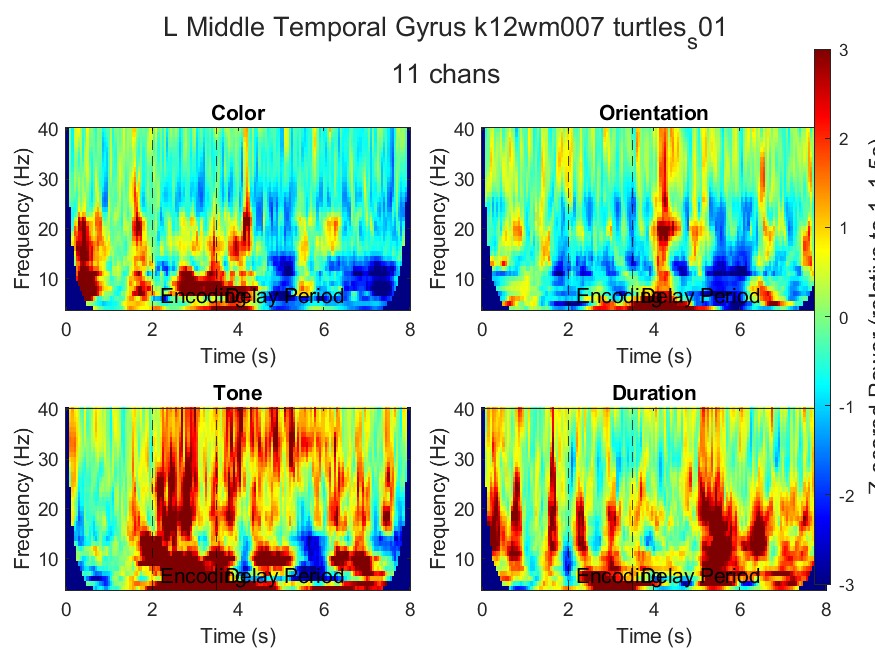 L Middle Temporal Gyrus k12wm007 turtles_s01
11 chans
Color
Frequency (Hz)
40
30
20
10
Encoding Delay Period
0 2 4 6 8
Time (s)
Orientation
Frequency (Hz)
40
30
20
10
Encoding Delay Period
0 2 4 6
Time (s)
Tone
Frequency (Hz)
40
30
20
10
Encoding Delay Period
0 2 4 6 8
Time (s)
Duration
Frequency (Hz)
40
30
20
10
Encoding Delay Period
0 2 4 6 8
Time (s)
3
2
1
0
-1
-2
-3